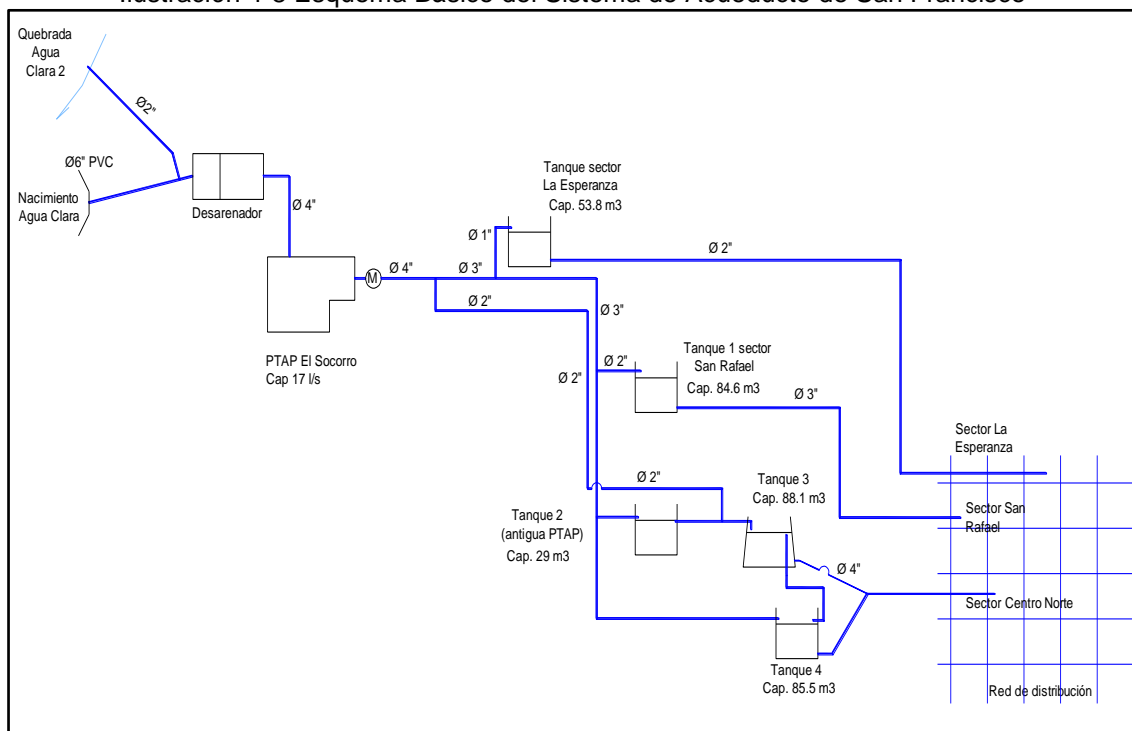 Ilustración Esquema Básico del Sistema de Acueducto de San Francisco
Quebrada
Agua
Clara 2
Ø2"
Ø6" PVC
Nacimiento
Agua Clara
Desarenador
Ø 4"
PTAP El Socorro
Cap 17 l/s
M
Ø 4"
Ø 3"
Ø 2"
Ø 1"
Tanque sector
La Esperanza
Cap. 53.8 m3
Ø 2"
Ø 3"
Ø 2"
Ø 2"
Tanque 1 sector
San Rafael
Cap. 84.6 m3
Ø 3"
Ø 2"
Tanque 2
(antigua PTAP)
Cap. 29 m3
Tanque 3
Cap. 88.1 m3
Ø 4"
Tanque 4
Cap. 85.5 m3
Sector La
Esperanza
Sector San
Rafael
Sector Centro Norte
Red de distribución